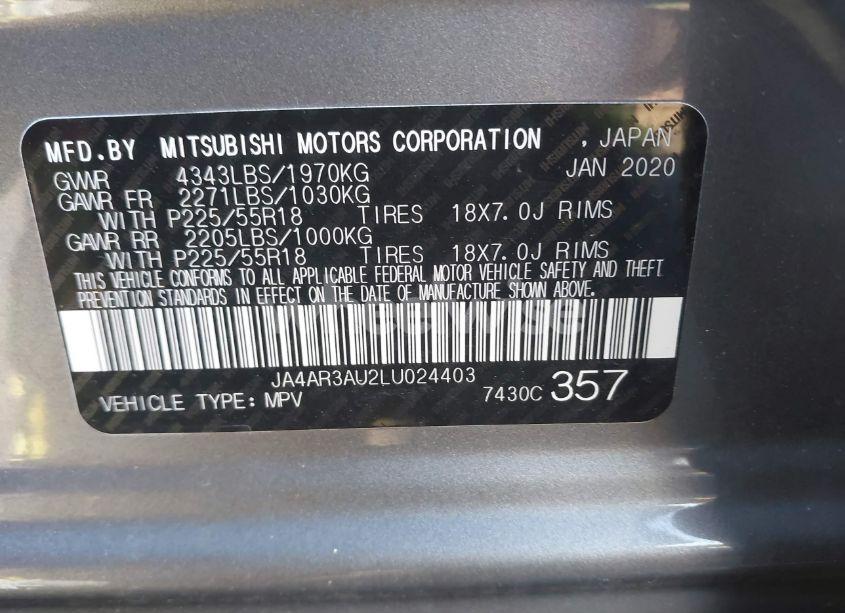 MFD.BY MITSUBISHI MOTORS CORPORATION , JAPAN
GVWR 4343LBS/1970KG JAN 2020
GAWR FR 2271LBS/1030KG
WITH P225/55R18 TIRES 18X7.0J RIMS
GAWR RR 2205LBS/1000KG
WITH P225/55R18 TIRES 18X7.0J RIMS
THIS VEHICLE CONFORMS TO ALL APPLICABLE FEDERAL MOTOR VEHICLE SAFETY AND THEFT
PREVENTION STANDARDS IN EFFECT ON THE DATE OF MANUFACTURE SHOWN ABOVE.
JA4AR3AU2LU024403
VEHICLE TYPE: MPV 7430C 357